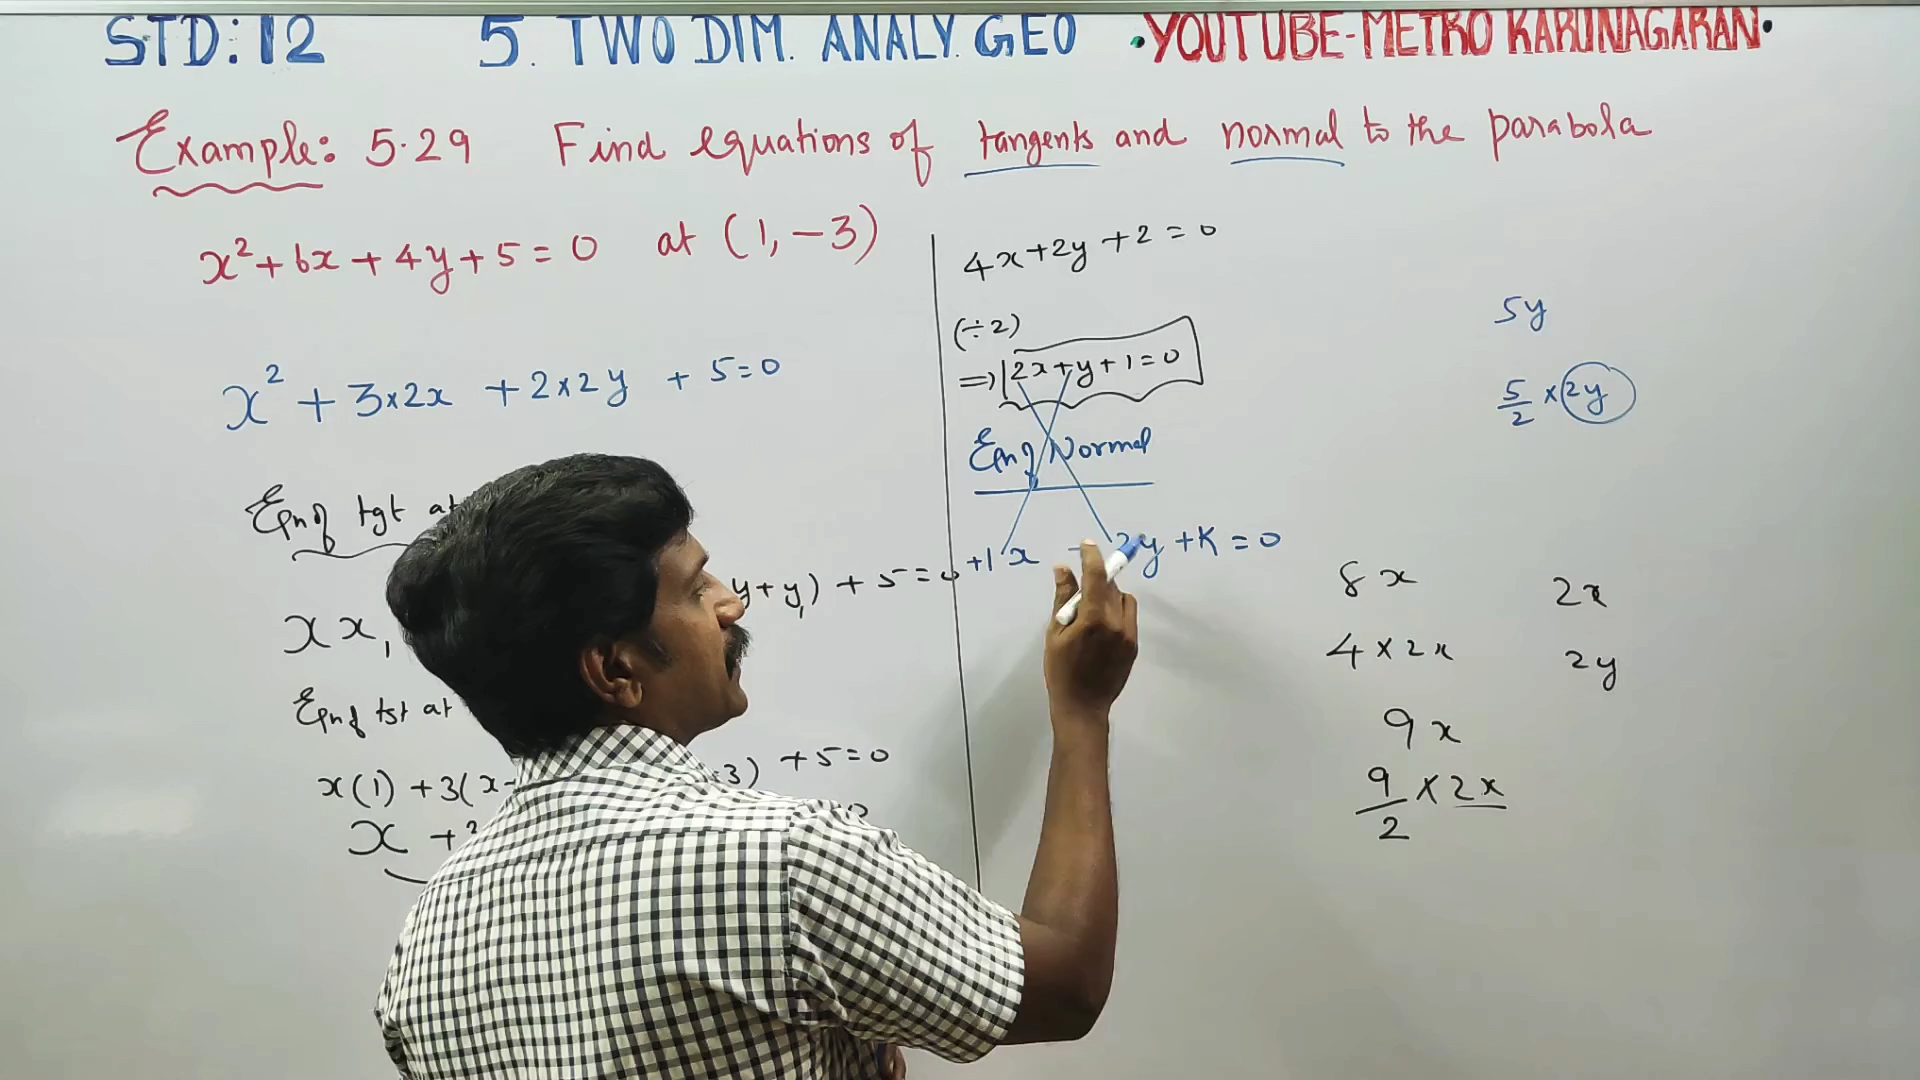 STD: 12 5. TWO DIM. ANALY. GEO • YOUTUBE-METRO KARUNAGARAN •
Example: 5.29 Find equations of tangents and normal to the parabola
x² + 6x + 4y + 5 = 0 at (1, -3)
x² + 3×2x + 2×2y + 5=0
Eqn of tgt at
xx₁ y+y₁) + 5=0
Eqn of tgt at
x(1) +3(x+ -3) +5=0
x +3
4x+2y+2=0
(÷2)
⇒ 2x+y+1=0
Eqn of Normal
+1x - 2y +K=0
5y
5/2 × 2y
8x 2x
4×2x 2y
9x
9/2 × 2x